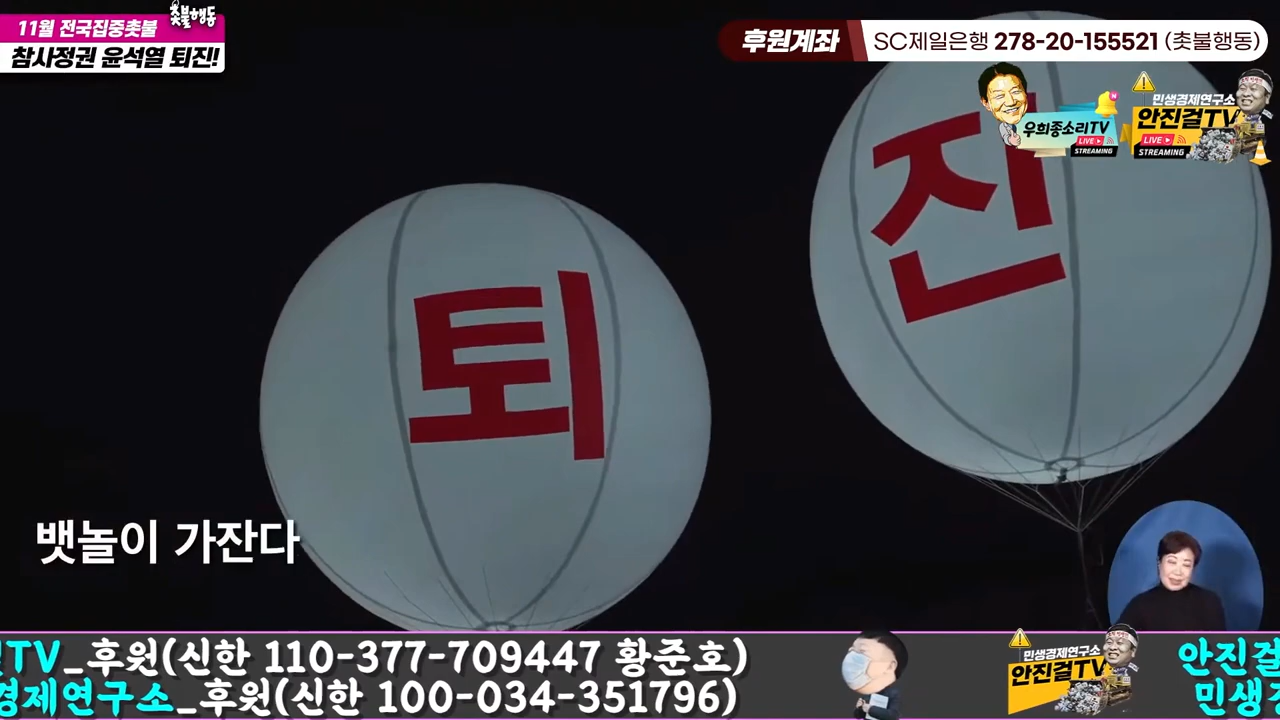 11월 전국집중촛불
촛불행동
참사정권 윤석열 퇴진!
후원계좌
SC제일은행 278-20-155521 (촛불행동)
우희종소리TV
LIVE
STREAMING
민생경제연구소
안진걸TV
LIVE
STREAMING
진
퇴
뱃놀이 가잔다
걸TV_후원(신한 110-377-709447 황준호)
경제연구소_후원(신한 100-034-351796)
민생경제연구소
안진걸TV
안진걸
민생경